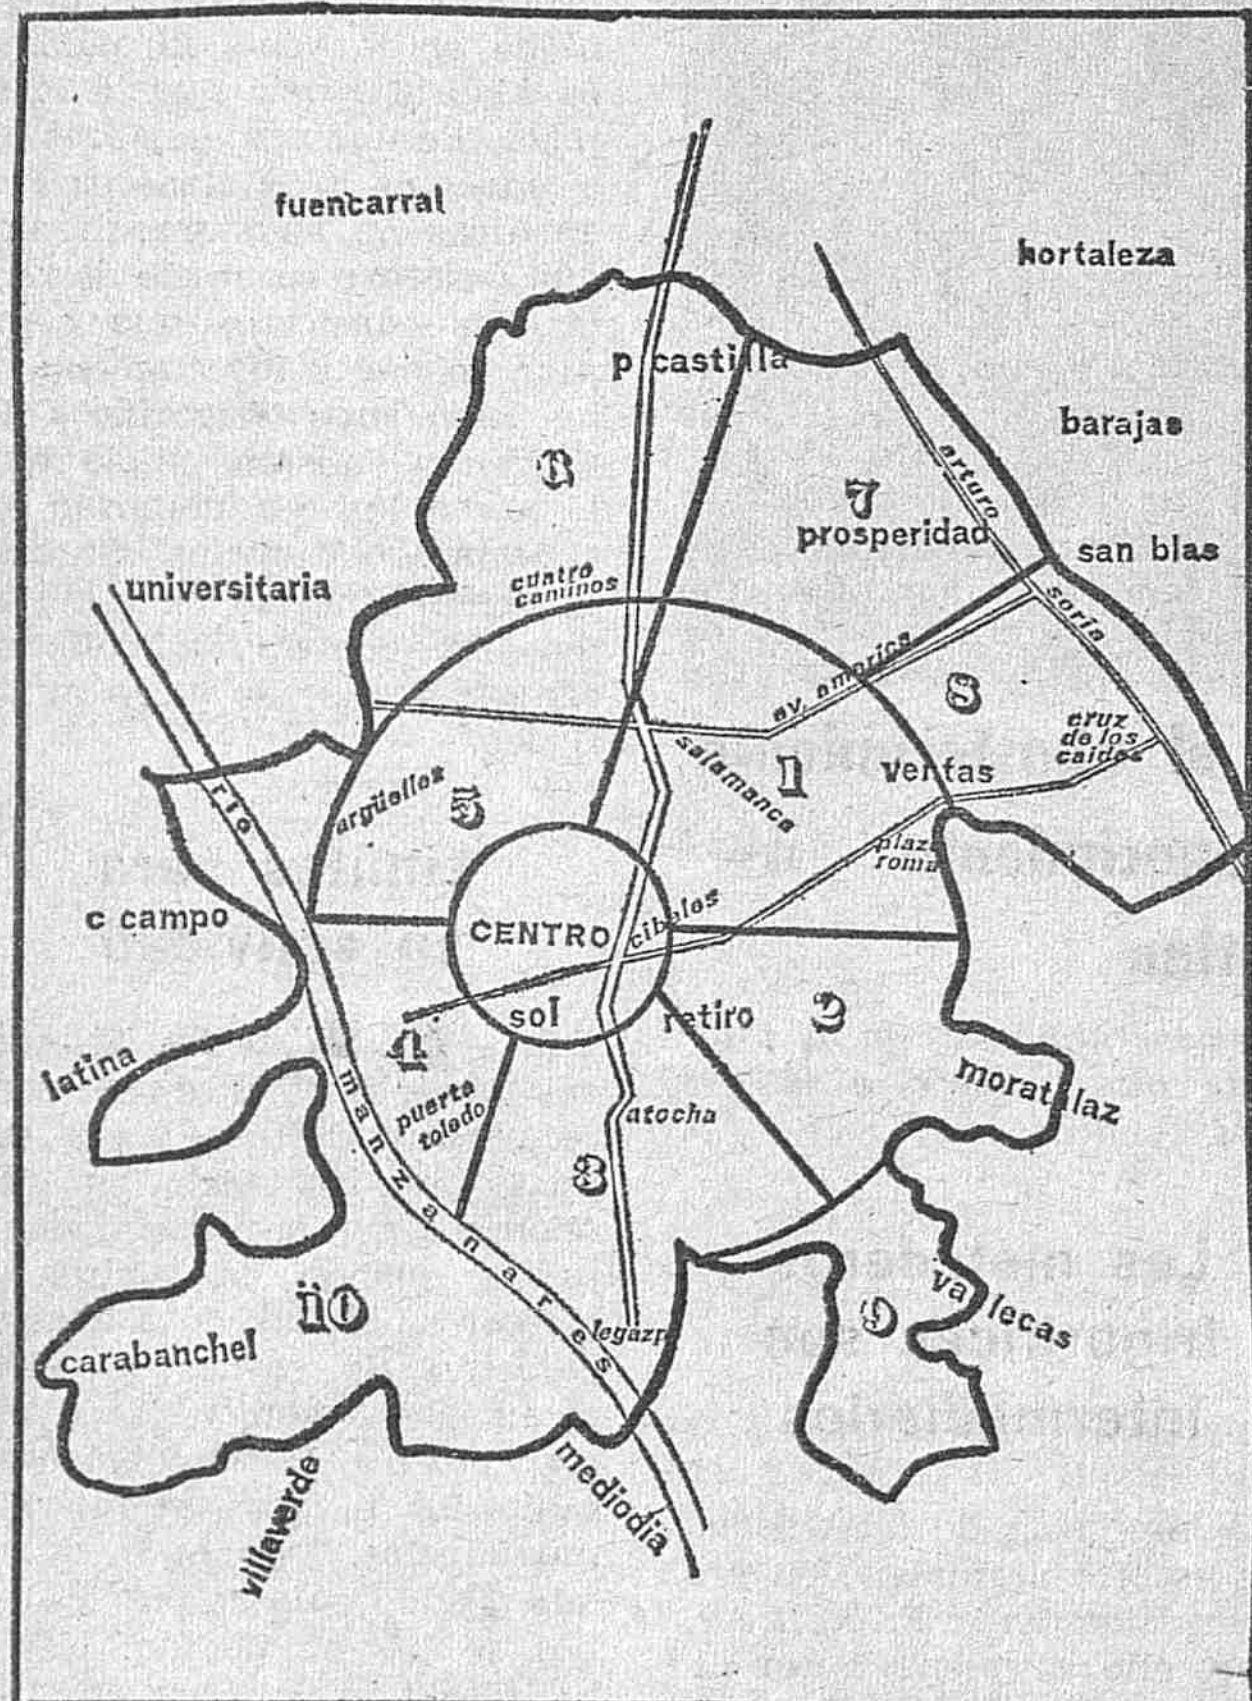 fuencarral
hortaleza
p castilla
barajas
6
arturo
7
prosperidad
san blas
universitaria
cuatro
caminos
soria
av. america
8
cruz
de los
caidos
salamanca
1
ventas
rio
argüelles
5
plaza
roma
c campo
CENTRO
cibeles
sol
retiro
2
4
latina
moratalaz
manzanares
puerta
toledo
atocha
3
10
vallecas
9
legazpi
carabanchel
mediodia
villaverde